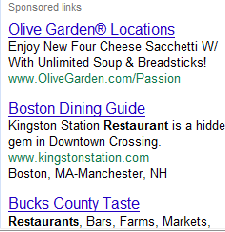 Sponsored inks
Olive Garden® Locations
Enjoy New Four Cheese Sacchetti W/
With Unlimited Soup & Breadsticks!
www.OliveGarden.com/Passion
Boston Dining Guide
Kingston Station Restaurant is a hidde
gem in Downtown Crossing.
www.kingstonstation.com
Boston, MA-Manchester, NH
Bucks County Taste
Restaurants, Bars, Farms, Markets,